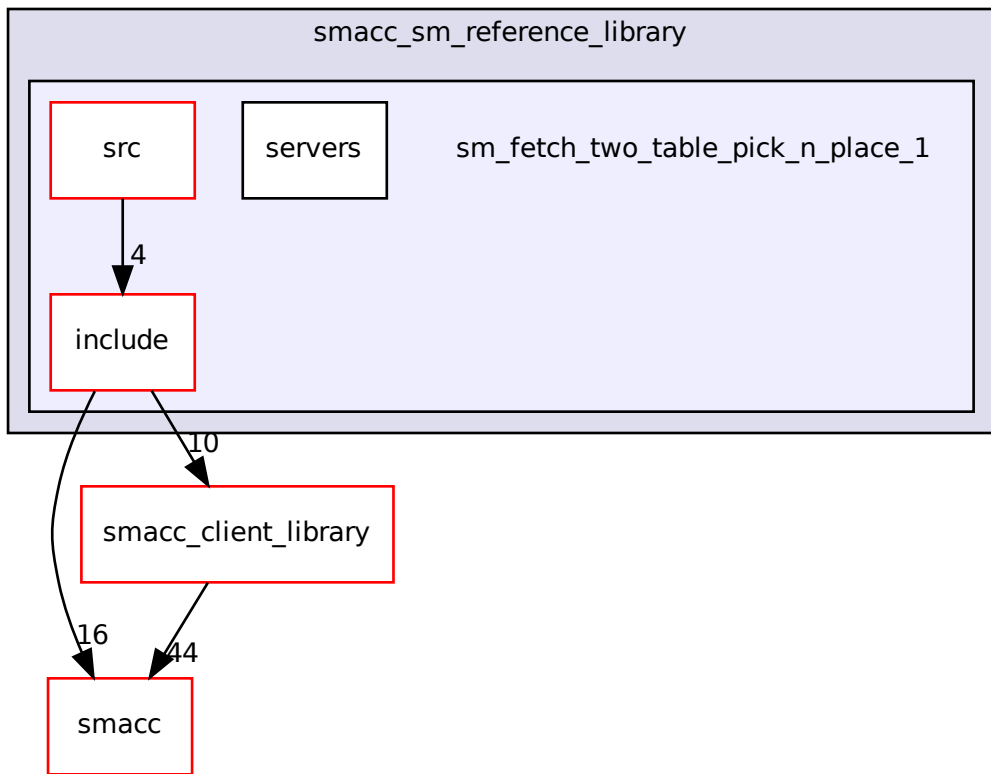 smacc_sm_reference_library
src
servers
sm_fetch_two_table_pick_n_place_1
4
include
10
smacc_client_library
16
44
smacc